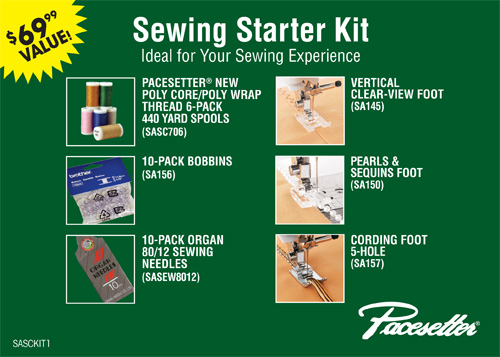 $69.99
VALUE!
Sewing Starter Kit
Ideal for Your Sewing Experience
PACESETTER® NEW
POLY CORE/POLY WRAP
THREAD 6-PACK
440 YARD SPOOLS
(SASC706)
VERTICAL
CLEAR-VIEW FOOT
(SA145)
brother
10-PACK BOBBINS
(SA156)
PEARLS &
SEQUINS FOOT
(SA150)
ORGAN
NEEDLES
10
10-PACK ORGAN
80/12 SEWING
NEEDLES
(SASEW8012)
CORDING FOOT
5-HOLE
(SA157)
Pacesetter®
SASCKIT1